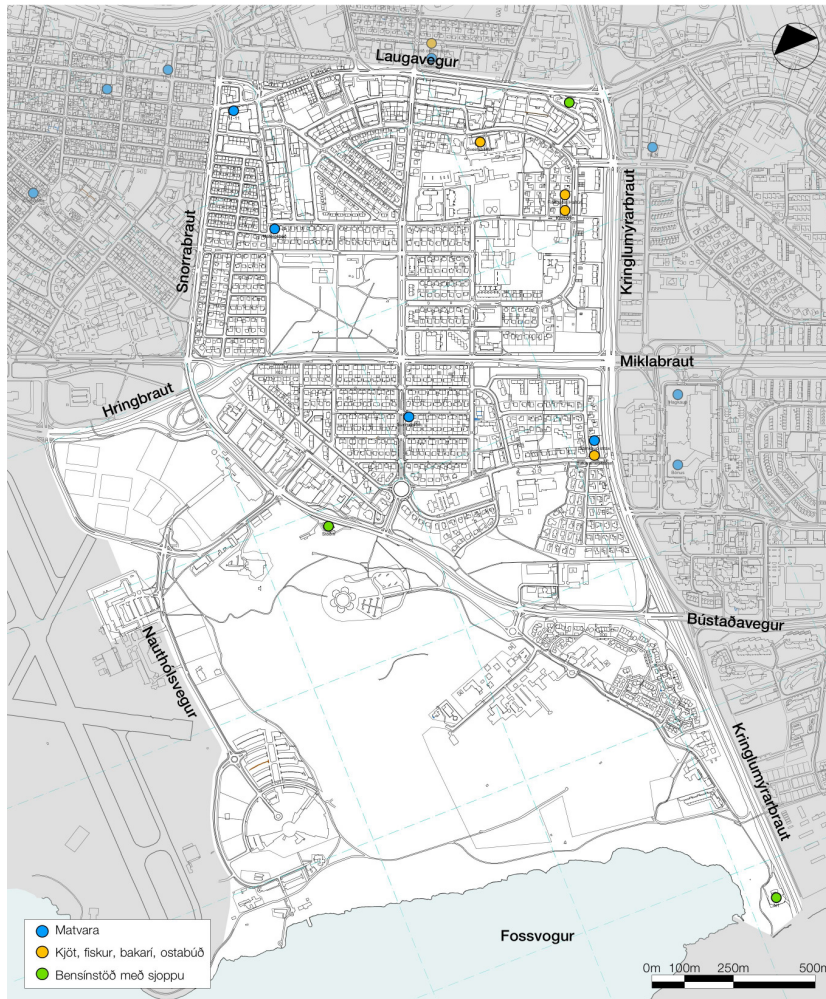 Laugavegur
Snorrabraut
Kringlumýrarbraut
Miklabraut
Hringbraut
Bústaðavegur
Nauthólsvegur
Kringlumýrarbraut
Fossvogur
Matvara
Kjöt, fiskur, bakarí, ostabúð
Bensínstöð með sjoppu
0m 100m 250m 500m